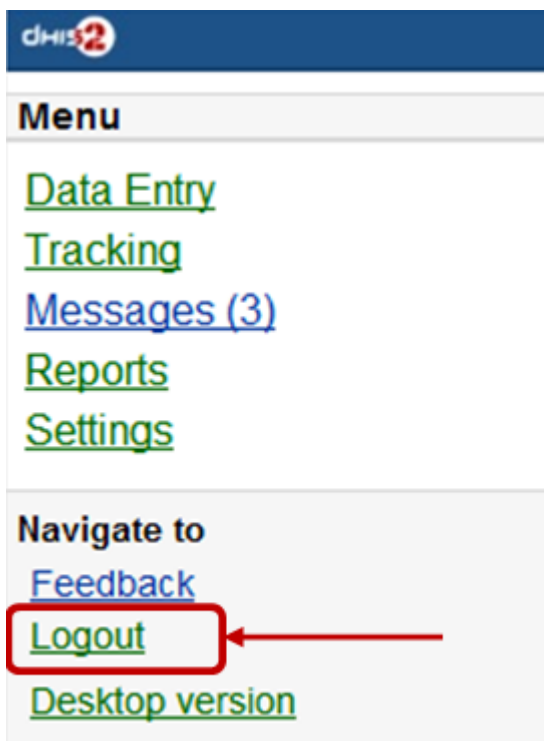 dHIS2
Menu
Data Entry
Tracking
Messages (3)
Reports
Settings
Navigate to
Feedback
Logout
Desktop version